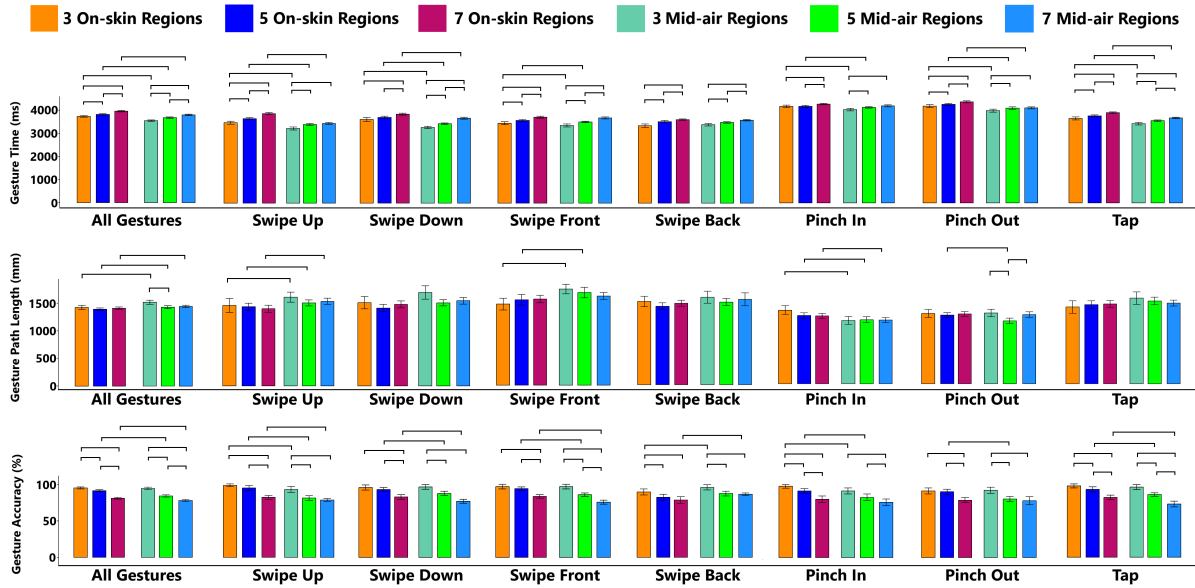 3 On-skin Regions 5 On-skin Regions 7 On-skin Regions 3 Mid-air Regions 5 Mid-air Regions 7 Mid-air Regions
Gesture Time (ms)
4000
3000
2000
1000
0
All Gestures Swipe Up Swipe Down Swipe Front Swipe Back Pinch In Pinch Out Tap
Gesture Path Length (mm)
1500
1000
500
0
All Gestures Swipe Up Swipe Down Swipe Front Swipe Back Pinch In Pinch Out Tap
Gesture Accuracy (%)
100
50
0
All Gestures Swipe Up Swipe Down Swipe Front Swipe Back Pinch In Pinch Out Tap